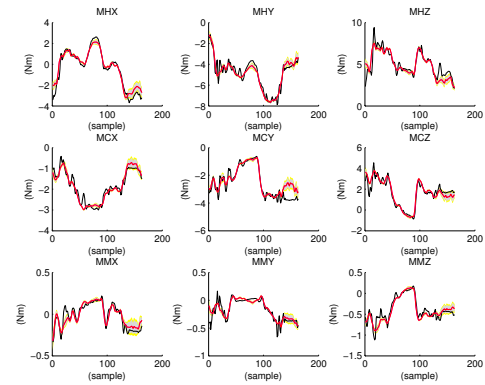 MHX MHY MHZ
4 0 10
2 −2
0 (Nm) −4 (Nm) 5 (Nm)
−2 −6
−4 −8 0
0 100 200 0 100 200 0 100 200
(sample) (sample) (sample)
MCX MCY MCZ
0 0 6
−1 −2 4
−2 (Nm) (Nm) 2 (Nm)
−3 −4 0
−4 −6 −2
0 100 200 0 100 200 0 100 200
(sample) (sample) (sample)
MMX MMY MMZ
0.5 0.5 0.5
0 (Nm) 0 (Nm) 0 (Nm)
−0.5 −0.5
−1
−0.5 −1 −1.5
0 100 200 0 100 200 0 100 200